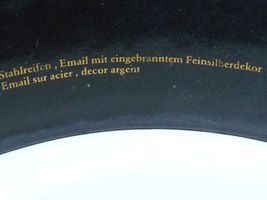 Stahlreifen , Email mit eingebranntem Feinsilberdekor
Email sur acier , decor argent